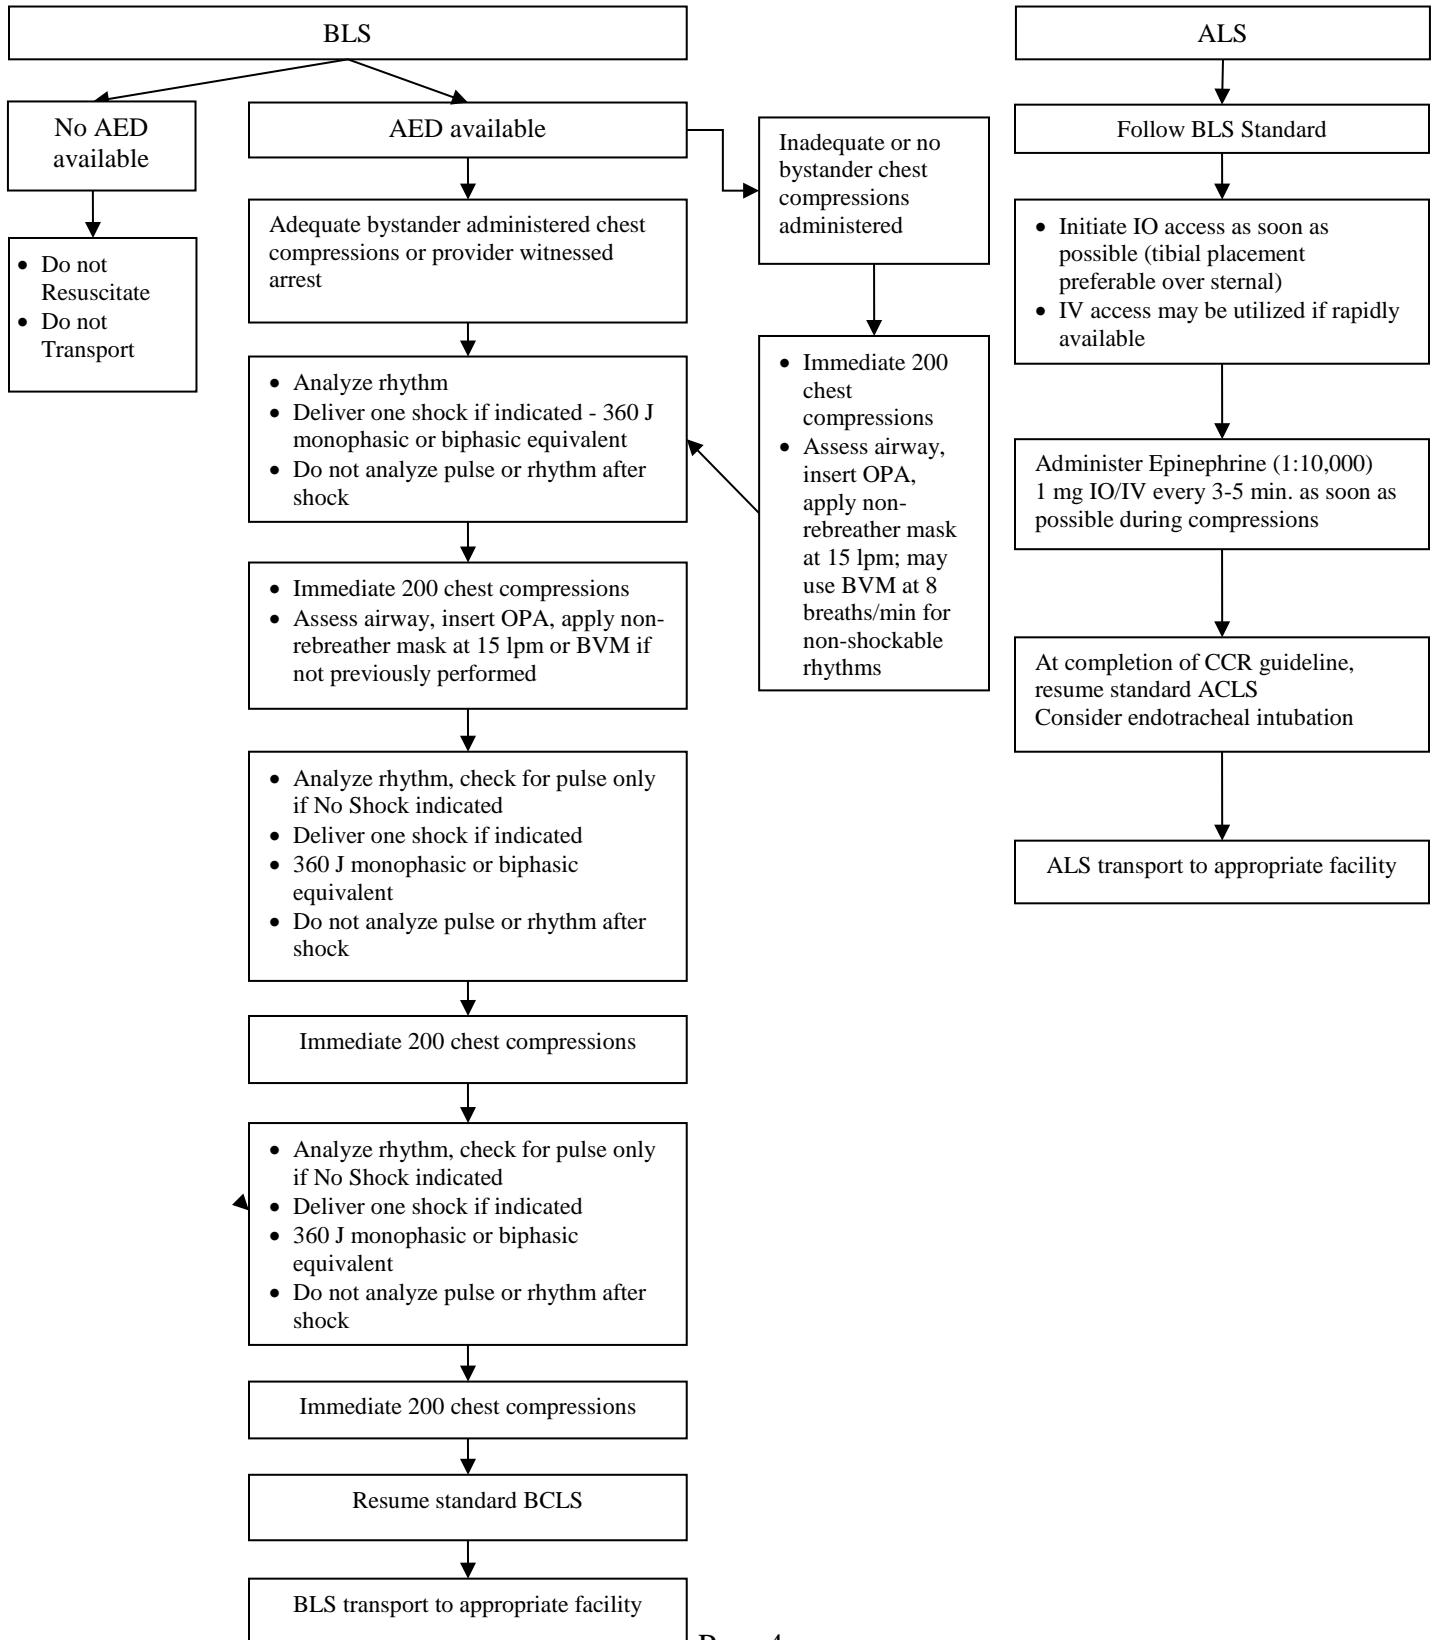 BLS
No AED
available
• Do not
Resuscitate
• Do not
Transport
AED available
Adequate bystander administered chest
compressions or provider witnessed
arrest
• Analyze rhythm
• Deliver one shock if indicated - 360 J
monophasic or biphasic equivalent
• Do not analyze pulse or rhythm after
shock
• Immediate 200 chest compressions
• Assess airway, insert OPA, apply non-
rebreather mask at 15 lpm or BVM if
not previously performed
• Analyze rhythm, check for pulse only
if No Shock indicated
• Deliver one shock if indicated
• 360 J monophasic or biphasic
equivalent
• Do not analyze pulse or rhythm after
shock
Immediate 200 chest compressions
• Analyze rhythm, check for pulse only
if No Shock indicated
• Deliver one shock if indicated
• 360 J monophasic or biphasic
equivalent
• Do not analyze pulse or rhythm after
shock
Immediate 200 chest compressions
Resume standard BCLS
BLS transport to appropriate facility
Inadequate or no
bystander chest
compressions
administered
• Immediate 200
chest
compressions
• Assess airway,
insert OPA,
apply non-
rebreather mask
at 15 lpm; may
use BVM at 8
breaths/min for
non-shockable
rhythms
ALS
Follow BLS Standard
• Initiate IO access as soon as
possible (tibial placement
preferable over sternal)
• IV access may be utilized if rapidly
available
Administer Epinephrine (1:10,000)
1 mg IO/IV every 3-5 min. as soon as
possible during compressions
At completion of CCR guideline,
resume standard ACLS
Consider endotracheal intubation
ALS transport to appropriate facility